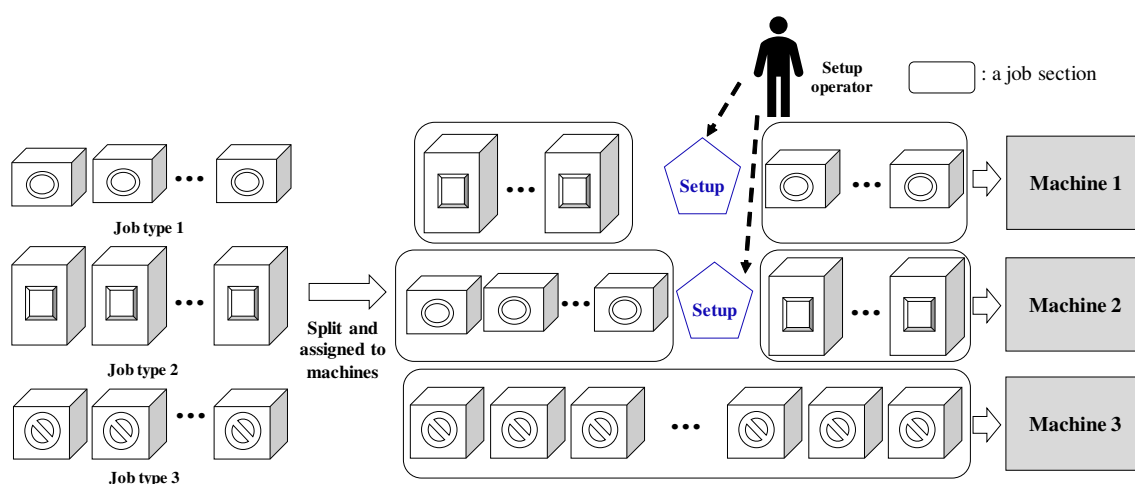 Setup
operator
: a job section
Job type 1
Setup
Machine 1
Job type 2
Split and
assigned to
machines
Setup
Machine 2
Job type 3
Machine 3